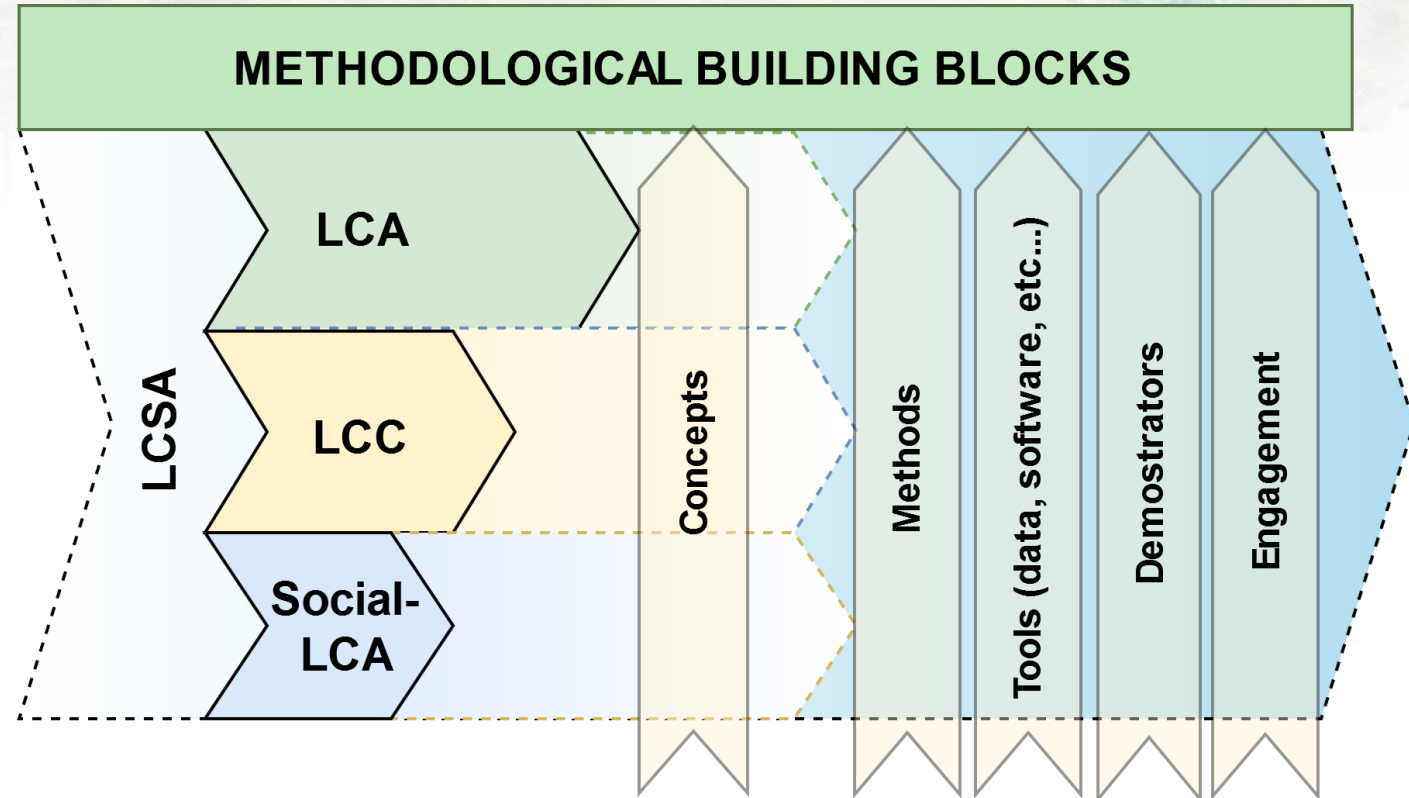 METHODOLOGICAL BUILDING BLOCKS
LCSA
LCA
LCC
Social-
LCA
Concepts
Methods
Tools (data, software, etc...)
Demostrators
Engagement